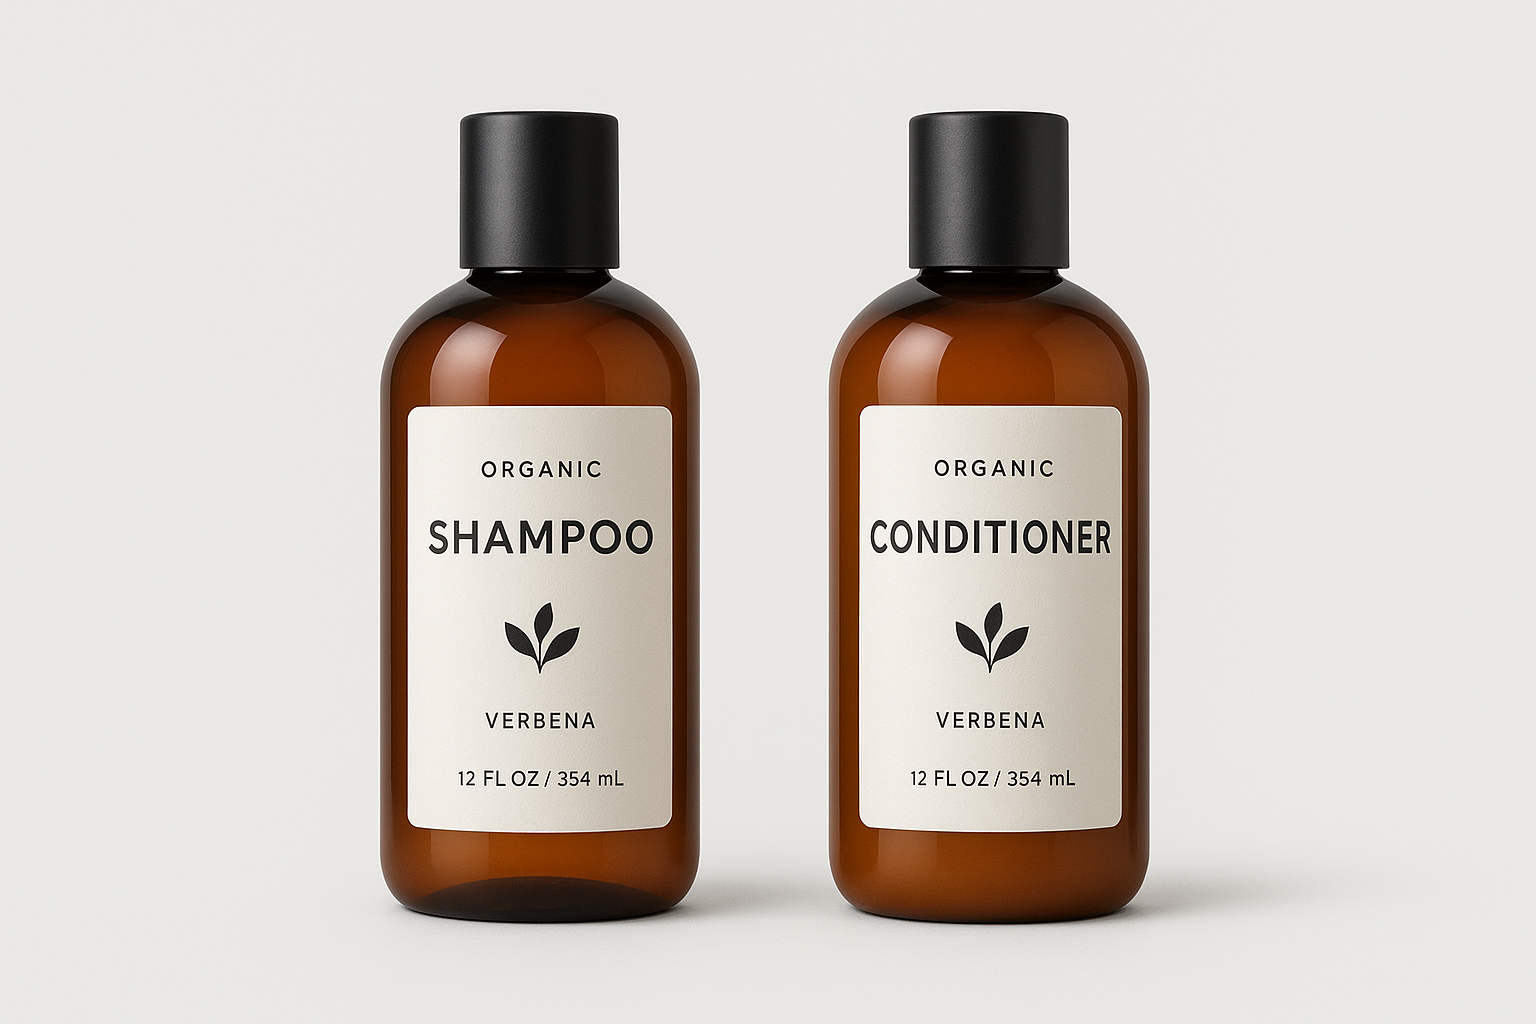 ORGANIC
SHAMPOO
VERBENA
12 FL OZ / 354 mL
ORGANIC
CONDITIONER
VERBENA
12 FL OZ / 354 mL